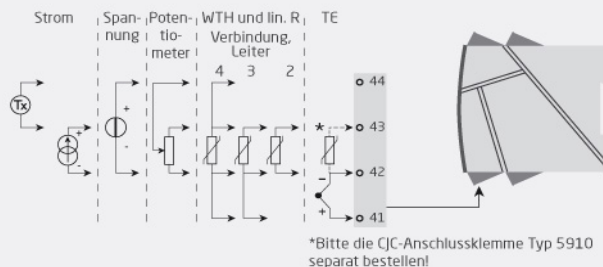 Strom
Span-
nung
Poten-
tio-
meter
WTH und lin. R
Verbindung,
Leiter
4 3 2
TE
Tx
+
-
+
-
*
-
+
44
43
42
41
*Bitte die CJC-Anschlussklemme Typ 5910
separat bestellen!